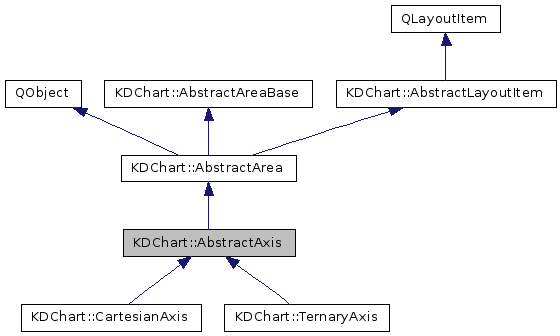 QLayoutItem
QObject
KDChart::AbstractAreaBase
KDChart::AbstractLayoutItem
KDChart::AbstractArea
KDChart::AbstractAxis
KDChart::CartesianAxis
KDChart::TernaryAxis